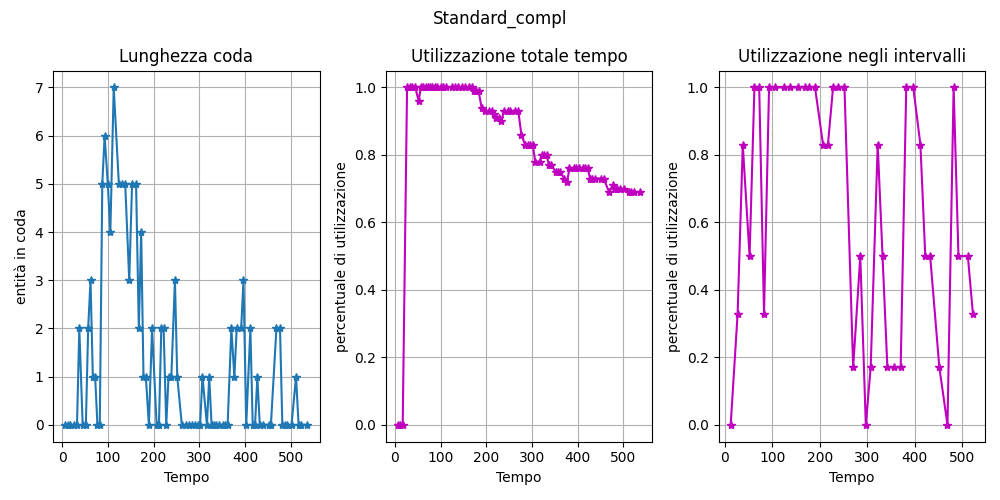 Standard_compl
Lunghezza coda
Utilizzazione totale tempo
Utilizzazione negli intervalli
entità in coda
7
6
5
4
3
2
1
0
0 100 200 300 400 500
Tempo
percentuale di utilizzazione
1.0
0.8
0.6
0.4
0.2
0.0
0 100 200 300 400 500
Tempo
percentuale di utilizzazione
1.0
0.8
0.6
0.4
0.2
0.0
0 100 200 300 400 500
Tempo